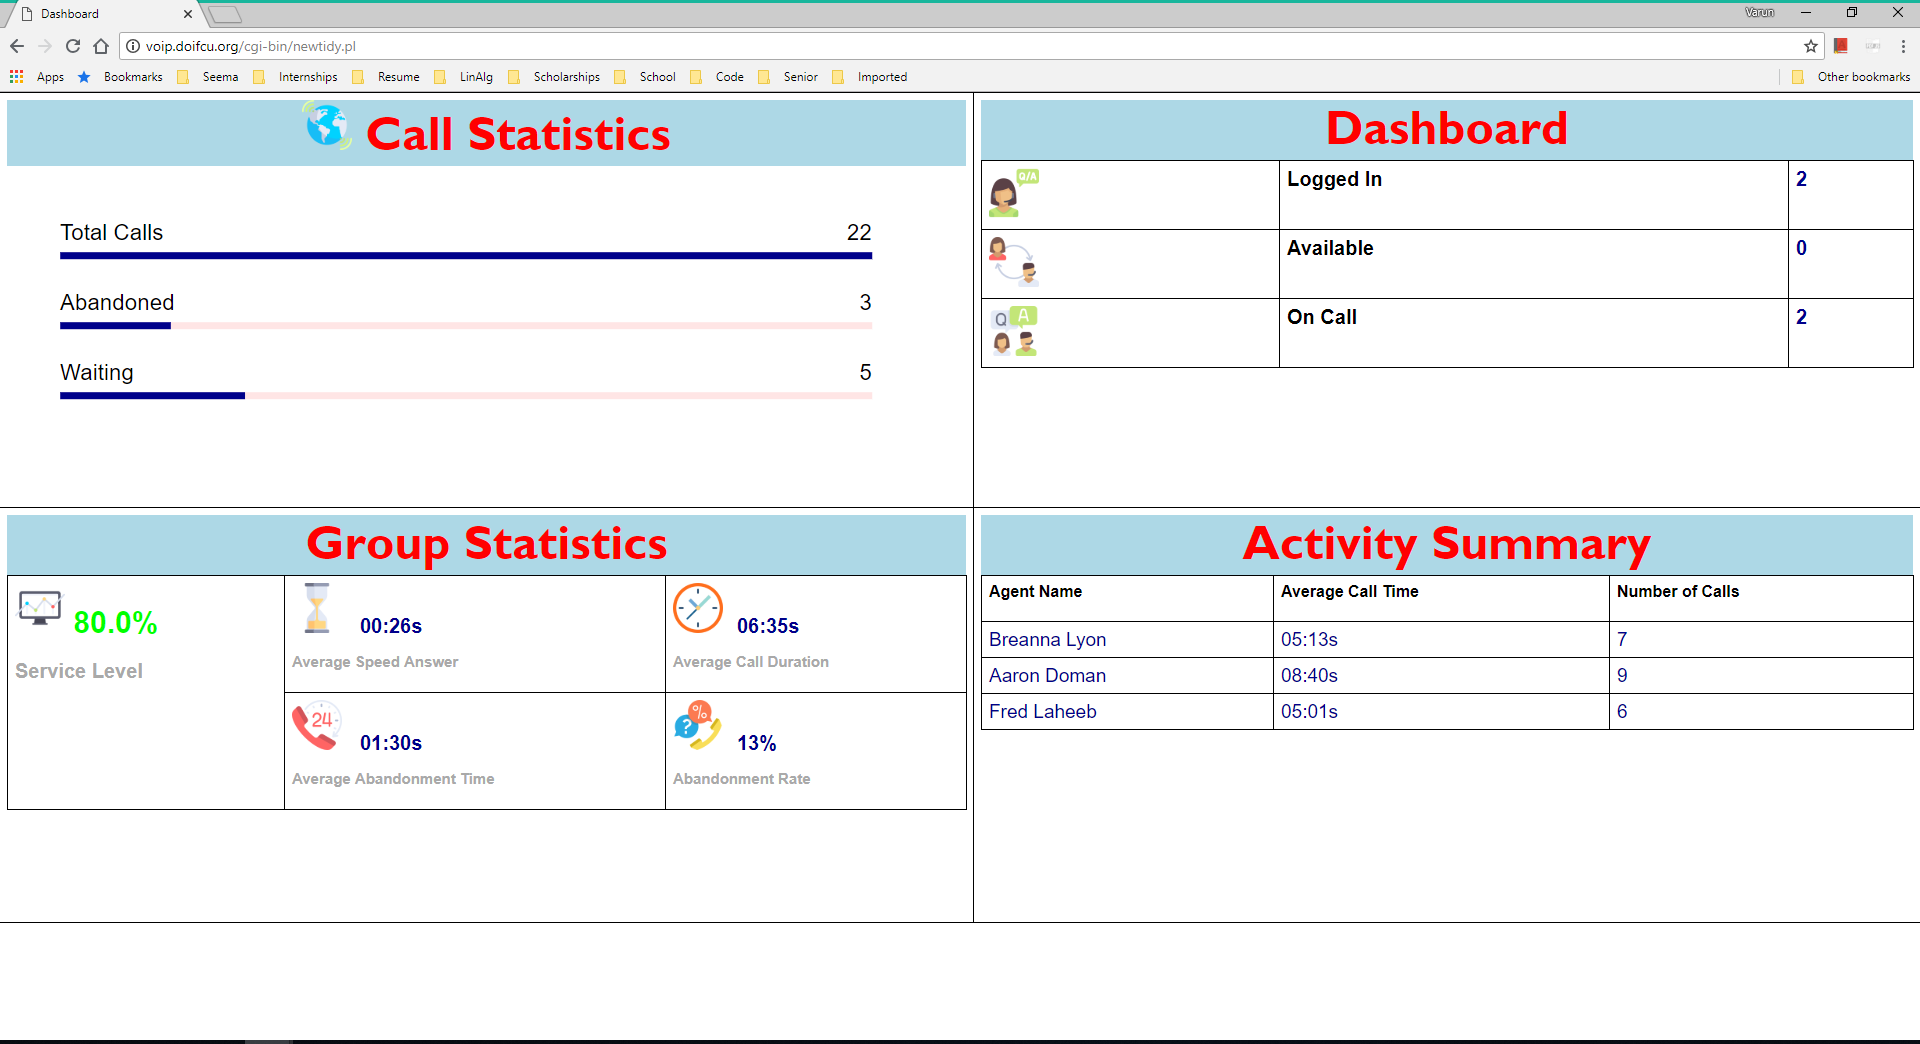 Dashboard
Varun
voip.doifcu.org/cgi-bin/newtidy.pl
Apps Bookmarks Seema Internships Resume LinAlg Scholarships School Code Senior Imported Other bookmarks
Call Statistics
Total Calls 22
Abandoned 3
Waiting 5
Dashboard
Q/A
Logged In 2
Available 0
Q A
On Call 2
Group Statistics
80.0%
Service Level
00:26s
Average Speed Answer
06:35s
Average Call Duration
24
01:30s
Average Abandonment Time
% ?
13%
Abandonment Rate
Activity Summary
Agent Name Average Call Time Number of Calls
Breanna Lyon 05:13s 7
Aaron Doman 08:40s 9
Fred Laheeb 05:01s 6